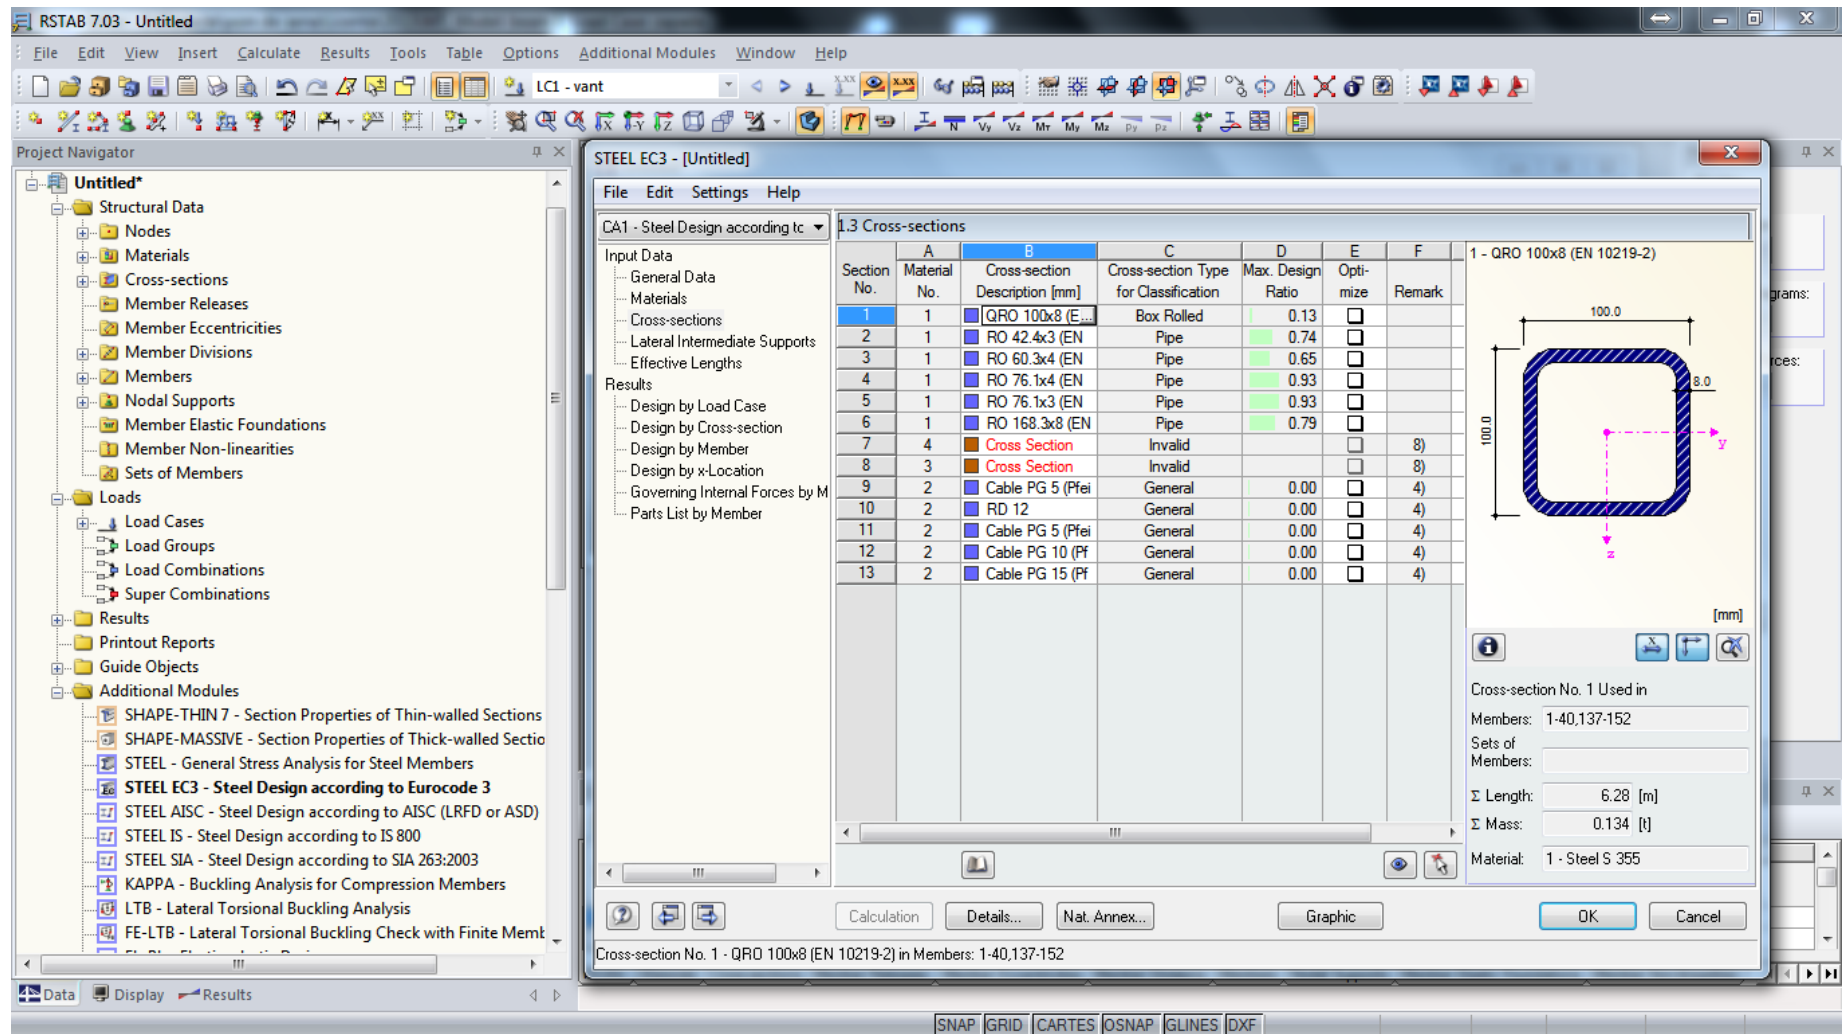 RSTAB 7.03 - Untitled
File Edit View Insert Calculate Results Tools Table Options Additional Modules Window Help
LC1 - vant
Project Navigator
Untitled*
Structural Data
Nodes
Materials
Cross-sections
Member Releases
Member Eccentricities
Member Divisions
Members
Nodal Supports
Member Elastic Foundations
Member Non-linearities
Sets of Members
Loads
Load Cases
Load Groups
Load Combinations
Super Combinations
Results
Printout Reports
Guide Objects
Additional Modules
SHAPE-THIN 7 - Section Properties of Thin-walled Sections
SHAPE-MASSIVE - Section Properties of Thick-walled Sectio
STEEL - General Stress Analysis for Steel Members
STEEL EC3 - Steel Design according to Eurocode 3
STEEL AISC - Steel Design according to AISC (LRFD or ASD)
STEEL IS - Steel Design according to IS 800
STEEL SIA - Steel Design according to SIA 263:2003
KAPPA - Buckling Analysis for Compression Members
LTB - Lateral Torsional Buckling Analysis
FE-LTB - Lateral Torsional Buckling Check with Finite Memb
Data Display Results
STEEL EC3 - [Untitled]
File Edit Settings Help
CA1 - Steel Design according tc
Input Data
General Data
Materials
Cross-sections
Lateral Intermediate Supports
Effective Lengths
Results
Design by Load Case
Design by Cross-section
Design by Member
Design by x-Location
Governing Internal Forces by M
Parts List by Member
1.3 Cross-sections
A B C D E F
Section Material Cross-section Cross-section Type Max. Design Opti-
No. No. Description [mm] for Classification Ratio mize Remark
1 1 QRO 100x8 (E... Box Rolled 0.13
2 1 RO 42.4x3 (EN Pipe 0.74
3 1 RO 60.3x4 (EN Pipe 0.65
4 1 RO 76.1x4 (EN Pipe 0.93
5 1 RO 76.1x3 (EN Pipe 0.93
6 1 RO 168.3x8 (EN Pipe 0.79
7 4 Cross Section Invalid 8)
8 3 Cross Section Invalid 8)
9 2 Cable PG 5 (Pfei General 0.00 4)
10 2 RD 12 General 0.00 4)
11 2 Cable PG 5 (Pfei General 0.00 4)
12 2 Cable PG 10 (Pf General 0.00 4)
13 2 Cable PG 15 (Pf General 0.00 4)
1 - QRO 100x8 (EN 10219-2)
100.0
8.0
100.0
y
z
[mm]
Cross-section No. 1 Used in
Members: 1-40,137-152
Sets of
Members:
Σ Length: 6.28 [m]
Σ Mass: 0.134 [t]
Material: 1 - Steel S 355
Calculation Details... Nat. Annex... Graphic OK Cancel
Cross-section No. 1 - QRO 100x8 (EN 10219-2) in Members: 1-40,137-152
grams:
rces:
SNAP GRID CARTES OSNAP GLINES DXF